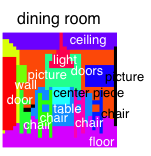 dining room
ceiling
light
picture doors
picture
wall
center piece
door
table
chair
chair
chair
chair
floor